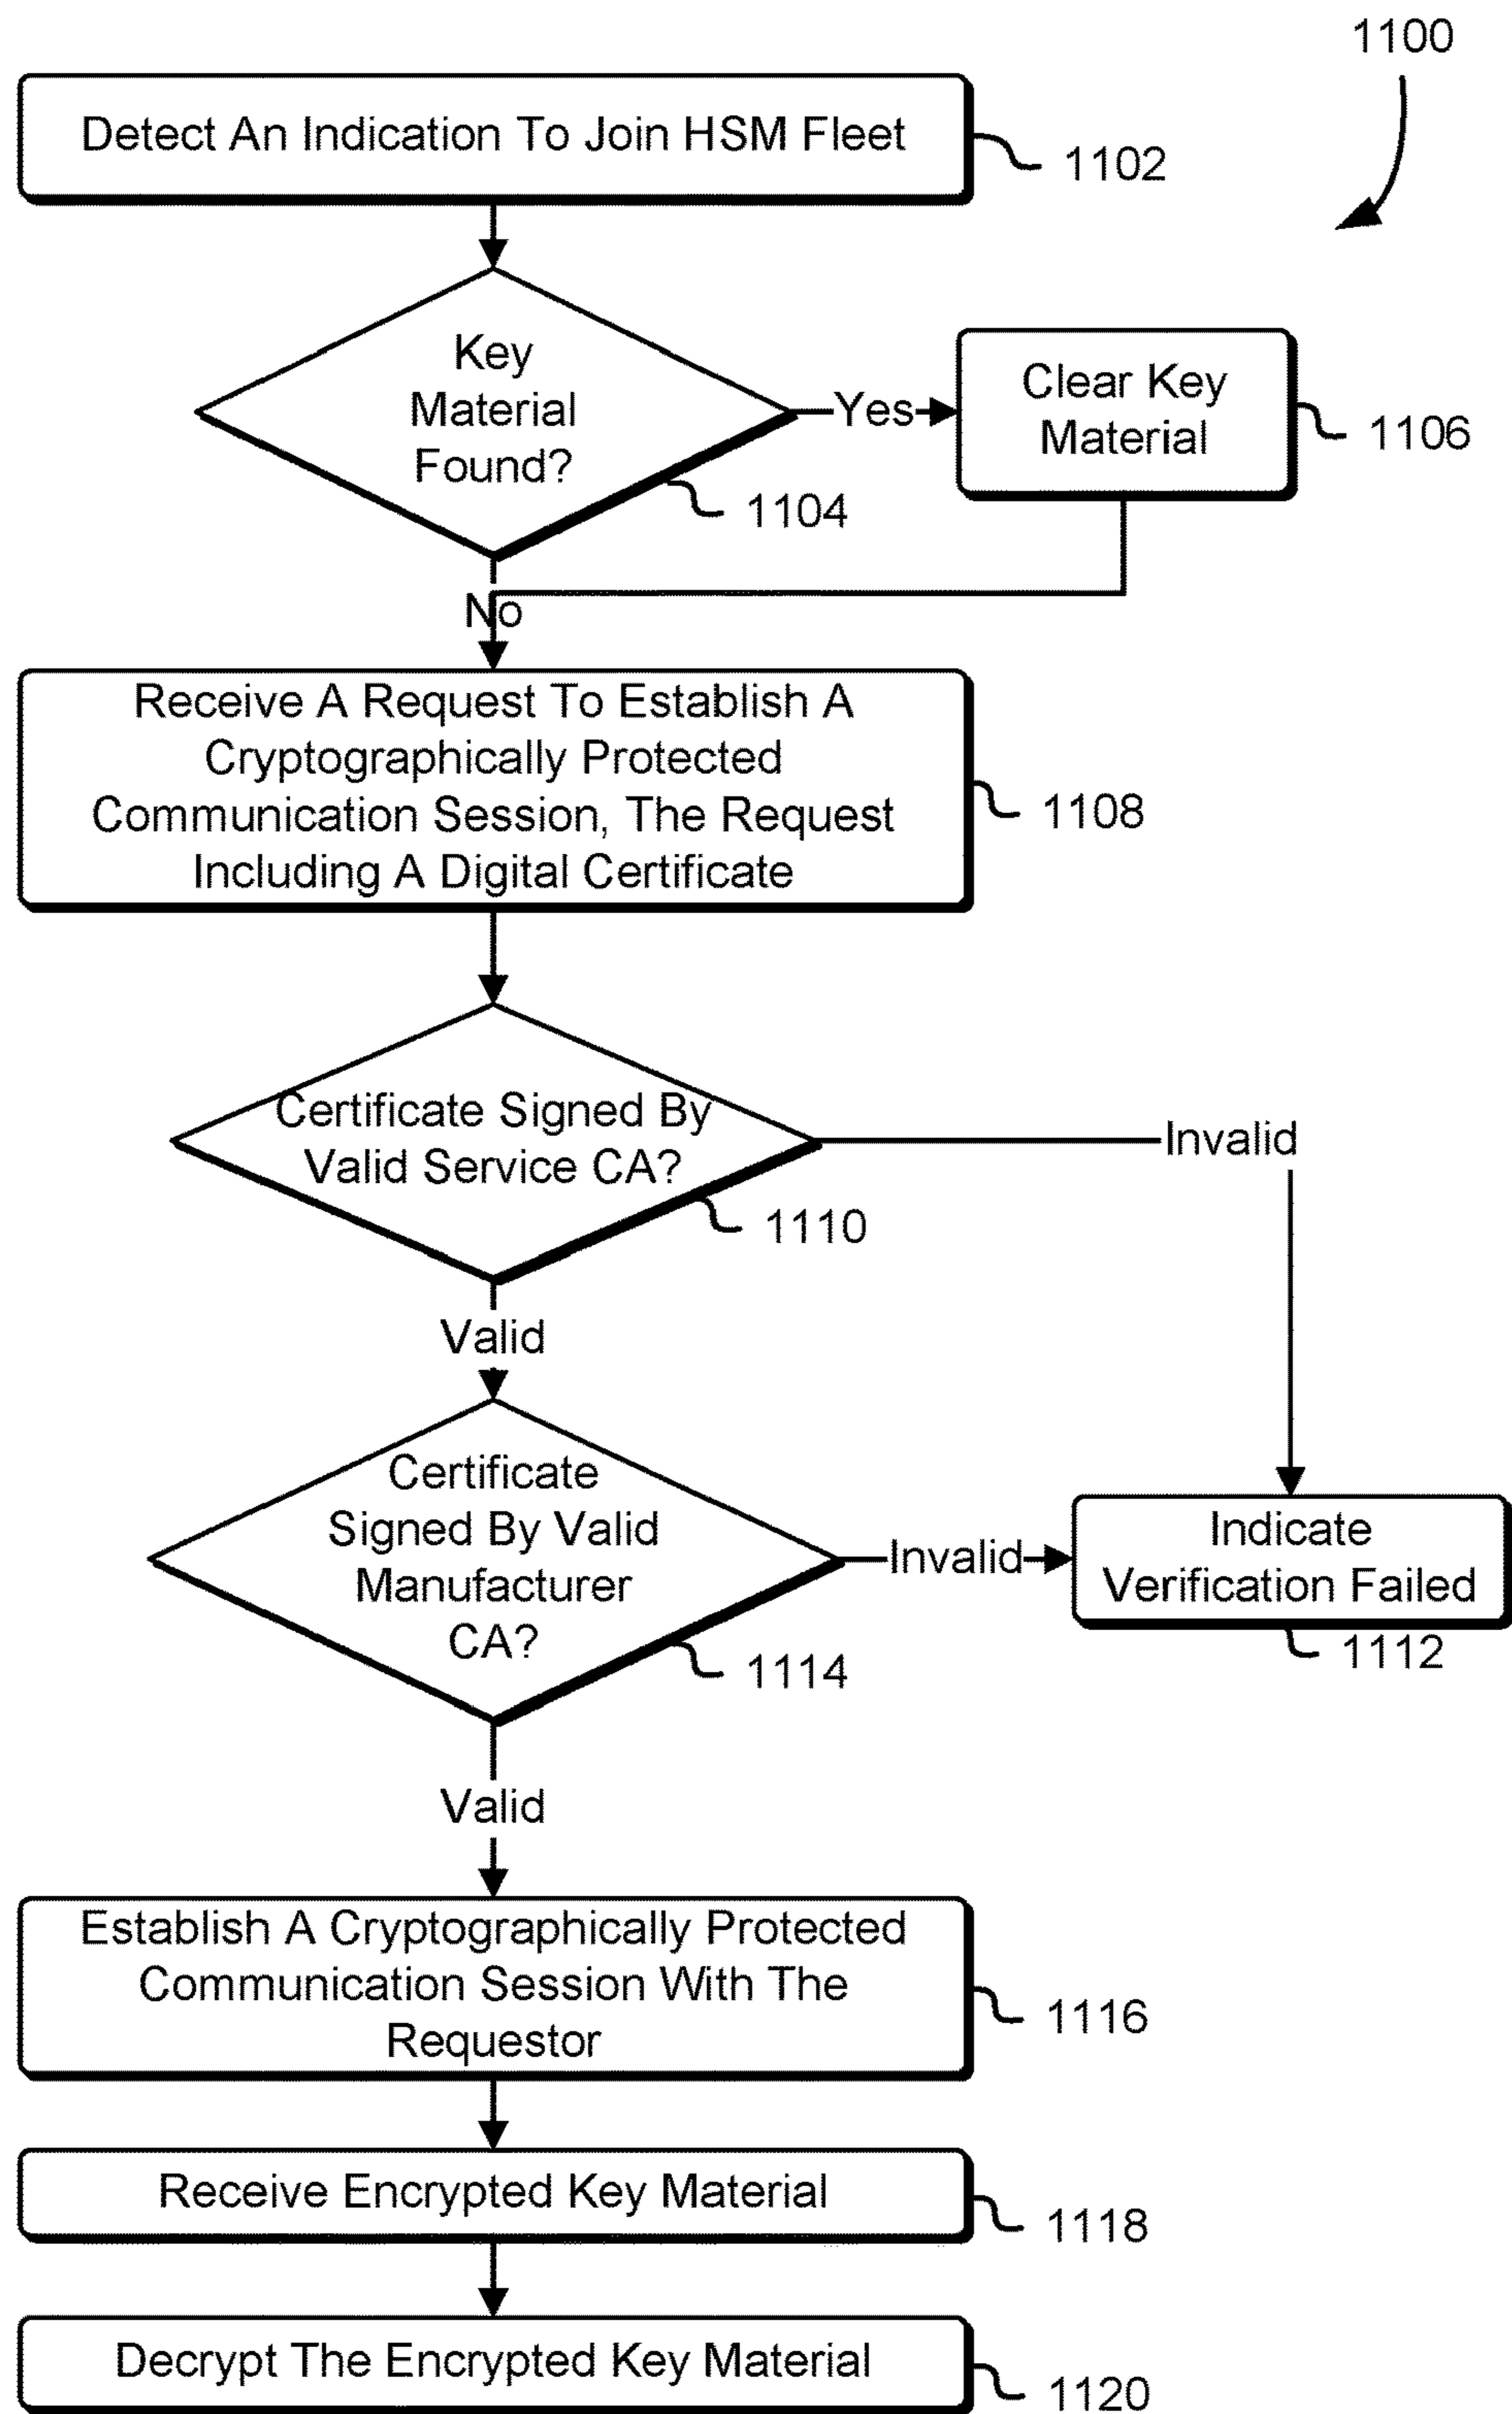 1100
Detect An Indication To Join HSM Fleet
1102
Key
Material
Found?
1104
Yes
Clear Key
Material
1106
No
Receive A Request To Establish A
Cryptographically Protected
Communication Session, The Request
Including A Digital Certificate
1108
Certificate Signed By
Valid Service CA?
1110
Invalid
Valid
Certificate
Signed By Valid
Manufacturer
CA?
1114
Invalid
Indicate
Verification Failed
1112
Valid
Establish A Cryptographically Protected
Communication Session With The
Requestor
1116
Receive Encrypted Key Material
1118
Decrypt The Encrypted Key Material
1120